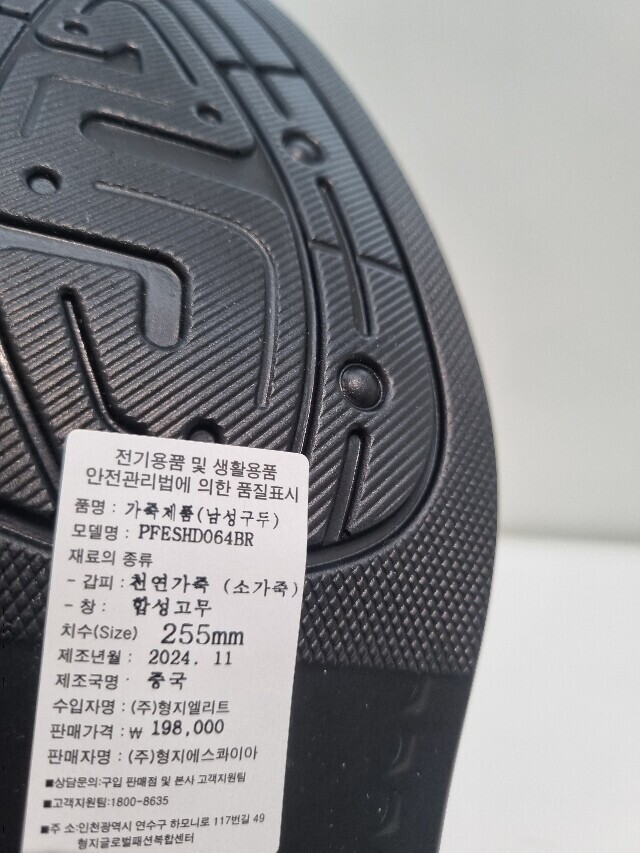 전기용품 및 생활용품
안전관리법에 의한 품질표시
품명 : 가죽제품(남성구두)
모델명 : PFESHD064BR
재료의 종류
- 갑피 : 천연가죽 (소가죽)
- 창 : 합성고무
치수(Size) 255mm
제조년월 : 2024. 11
제조국명 : 중국
수입자명 : (주)형지엘리트
판매가격 : ₩ 198,000
판매자명 : (주)형지에스콰이아
■상담문의:구입 판매점 및 본사 고객지원팀
■고객지원팀:1800-8635
■주 소:인천광역시 연수구 하모니로 117번길 49
형지글로벌패션복합센터